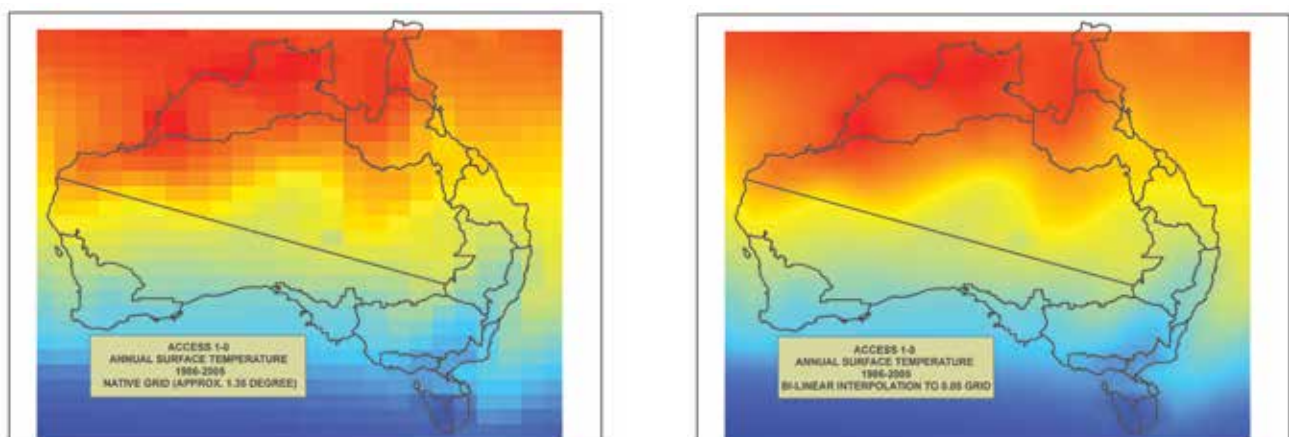 ACCESS 1-0
ANNUAL SURFACE TEMPERATURE
1986-2005
NATIVE GRID (APPROX. 1.35 DEGREE)
ACCESS 1-0
ANNUAL SURFACE TEMPERATURE
1986-2005
BI-LINEAR INTERPOLATION TO 0.05 GRID